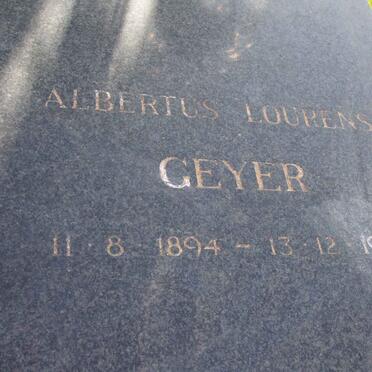 ALBERTUS LOURENS
GEYER
11 · 8 1894 - 13 · 12 · 19